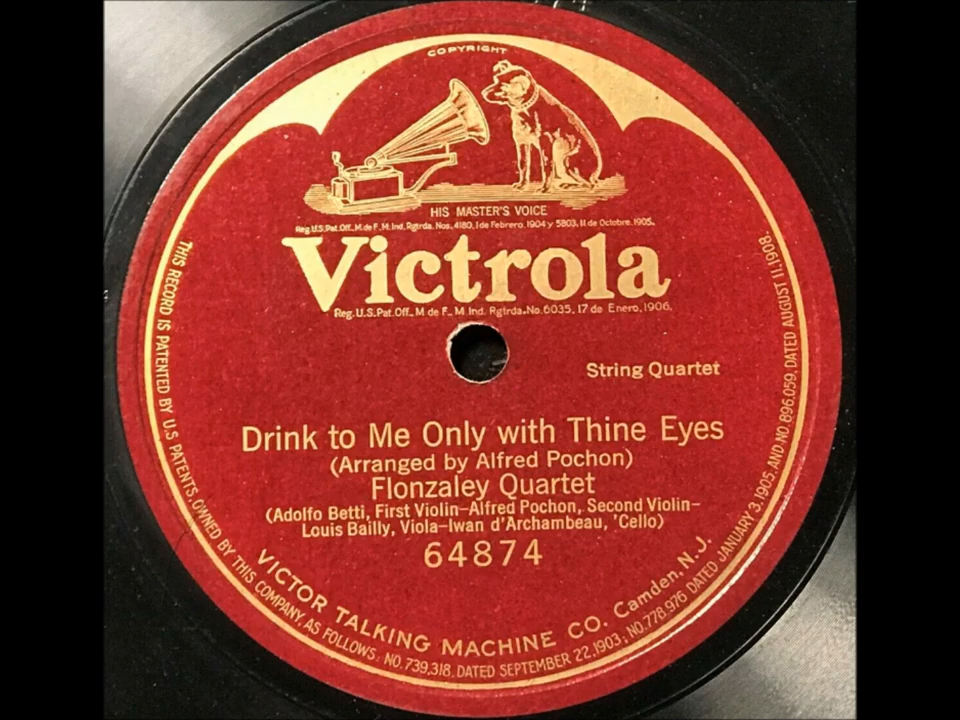 COPYRIGHT
HIS MASTER'S VOICE
Reg.U.S.Pat.Off., M.de F., M.Ind. Rgtrda. Nos. 4180, 1 de Febrero, 1904 y 5803, 11 de Octobre, 1905.
Victrola
Reg. U.S. Pat. Off., M de F., M Ind. Rgtrda. No. 6035, 17 de Enero, 1906.
String Quartet
Drink to Me Only with Thine Eyes
(Arranged by Alfred Pochon)
Flonzaley Quartet
(Adolfo Betti, First Violin–Alfred Pochon, Second Violin–
Louis Bailly, Viola–Iwan d'Archambeau, 'Cello)
64874
VICTOR TALKING MACHINE CO. Camden, N.J.
THIS RECORD IS PATENTED BY U.S PATENTS, OWNED BY THIS COMPANY, AS FOLLOWS: NO. 739,318, DATED SEPTEMBER 22, 1903; NO. 778,976 DATED JANUARY 3, 1905, AND NO. 896,059, DATED AUGUST 11, 1908.